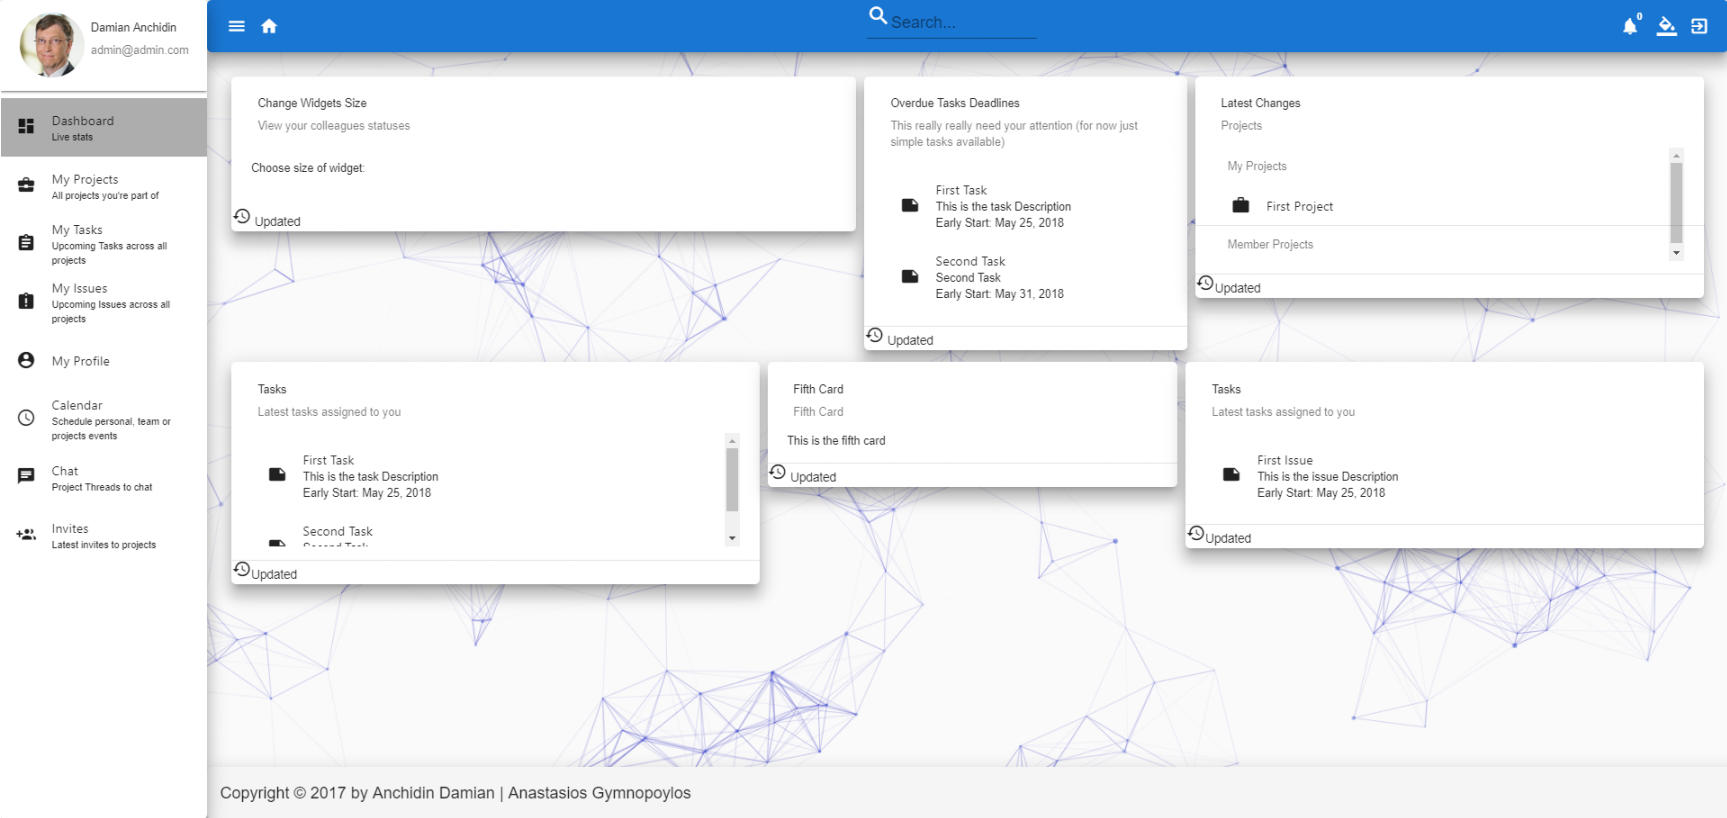 Damian Anchidin
admin@admin.com
Dashboard
Live stats
My Projects
All projects you're part of
My Tasks
Upcoming Tasks across all
projects
My Issues
Upcoming Issues across all
projects
My Profile
Calendar
Schedule personal, team or
projects events
Chat
Project Threads to chat
Invites
Latest invites to projects
Search...
0
Change Widgets Size
View your colleagues statuses
Choose size of widget:
Updated
Overdue Tasks Deadlines
This really really need your attention (for now just
simple tasks available)
First Task
This is the task Description
Early Start: May 25, 2018
Second Task
Second Task
Early Start: May 31, 2018
Updated
Latest Changes
Projects
My Projects
First Project
Member Projects
Updated
Tasks
Latest tasks assigned to you
First Task
This is the task Description
Early Start: May 25, 2018
Second Task
Second Task
Updated
Fifth Card
Fifth Card
This is the fifth card
Updated
Tasks
Latest tasks assigned to you
First Issue
This is the issue Description
Early Start: May 25, 2018
Updated
Copyright © 2017 by Anchidin Damian | Anastasios Gymnopoylos